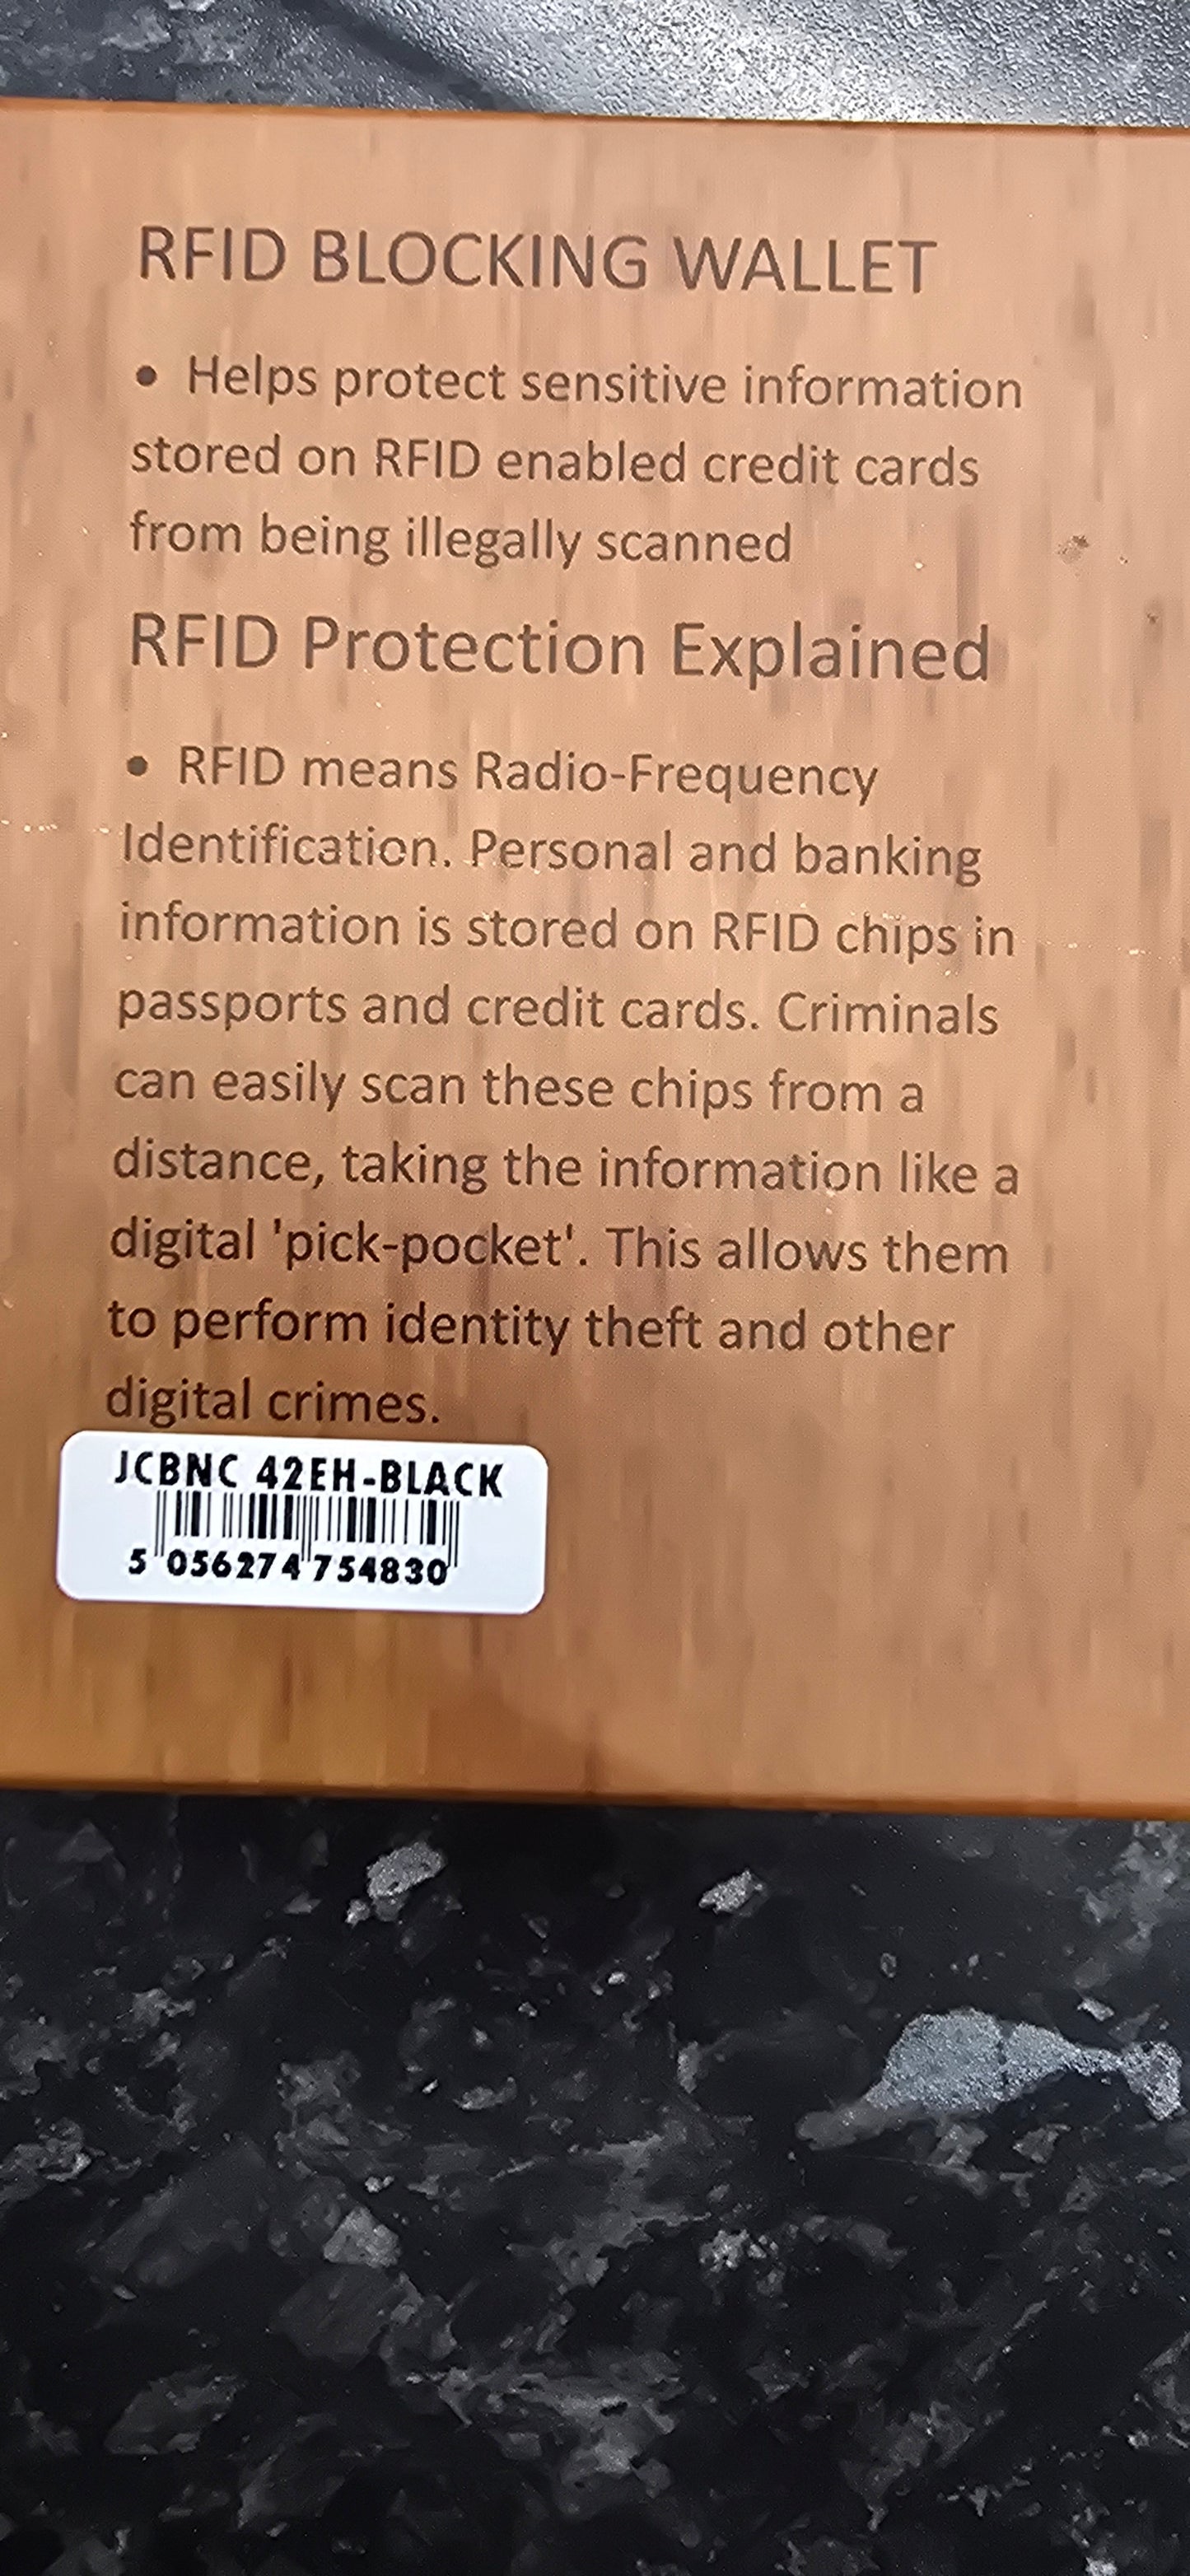 RFID BLOCKING WALLET
• Helps protect sensitive information
stored on RFID enabled credit cards
from being illegally scanned
RFID Protection Explained
• RFID means Radio-Frequency
Identification. Personal and banking
information is stored on RFID chips in
passports and credit cards. Criminals
can easily scan these chips from a
distance, taking the information like a
digital 'pick-pocket'. This allows them
to perform identity theft and other
digital crimes.
JCBNC 42EH-BLACK
5 056274 754830